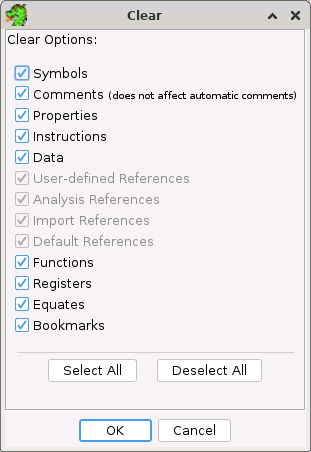 Clear
Clear Options:
Symbols
Comments (does not affect automatic comments)
Properties
Instructions
Data
User-defined References
Analysis References
Import References
Default References
Functions
Registers
Equates
Bookmarks
Select All Deselect All
OK Cancel